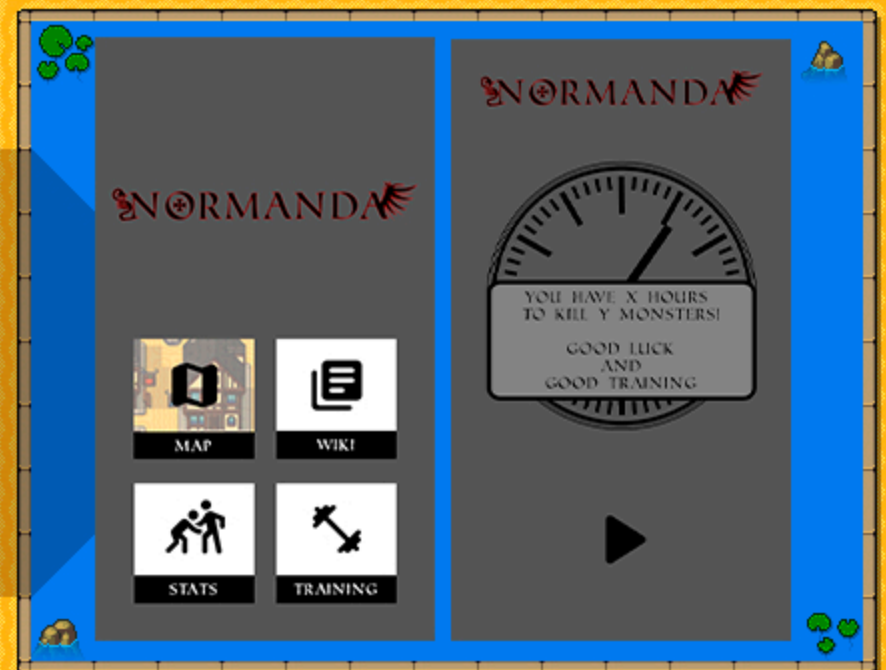 NORMANDA
MAP
WIKI
STATS
TRAINING
NORMANDA
YOU HAVE X HOURS
TO KILL Y MONSTERS!
GOOD LUCK
AND
GOOD TRAINING